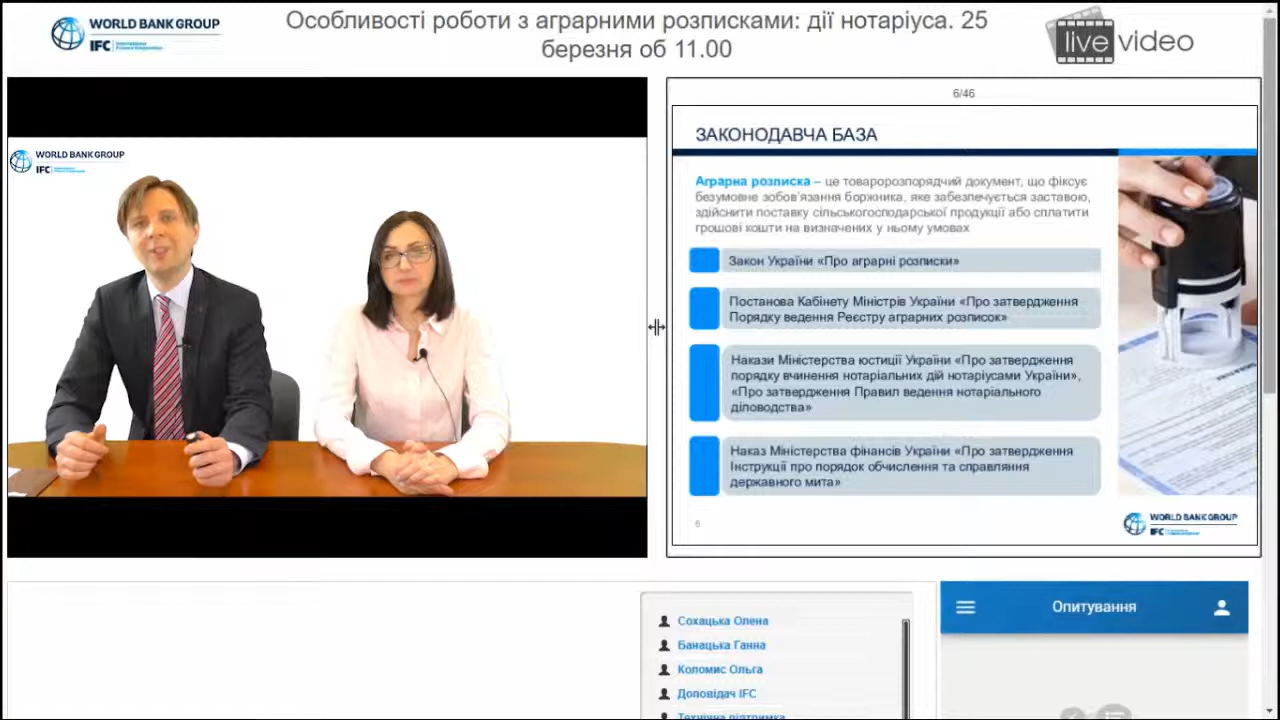 WORLD BANK GROUP
IFC
Особливості роботи з аграрними розписками: дії нотаріуса. 25
березня об 11.00
live video
WORLD BANK GROUP
IFC
6/46
ЗАКОНОДАВЧА БАЗА
Аграрна розписка – це товаророзпорядчий документ, що фіксує
безумовне зобов'язання боржника, яке забезпечується заставою,
здійснити поставку сільськогосподарської продукції або сплатити
грошові кошти на визначених у ньому умовах
Закон України «Про аграрні розписки»
Постанова Кабінету Міністрів України «Про затвердження
Порядку ведення Реєстру аграрних розписок»
Накази Міністерства юстиції України «Про затвердження
порядку вчинення нотаріальних дій нотаріусами України»,
«Про затвердження Правил ведення нотаріального
діловодства»
Наказ Міністерства фінансів України «Про затвердження
Інструкції про порядок обчислення та справляння
державного мита»
6
WORLD BANK GROUP
IFC
Сохацька Олена
Банацька Ганна
Коломис Ольга
Доповідач IFC
Технічна підтримка
Опитування